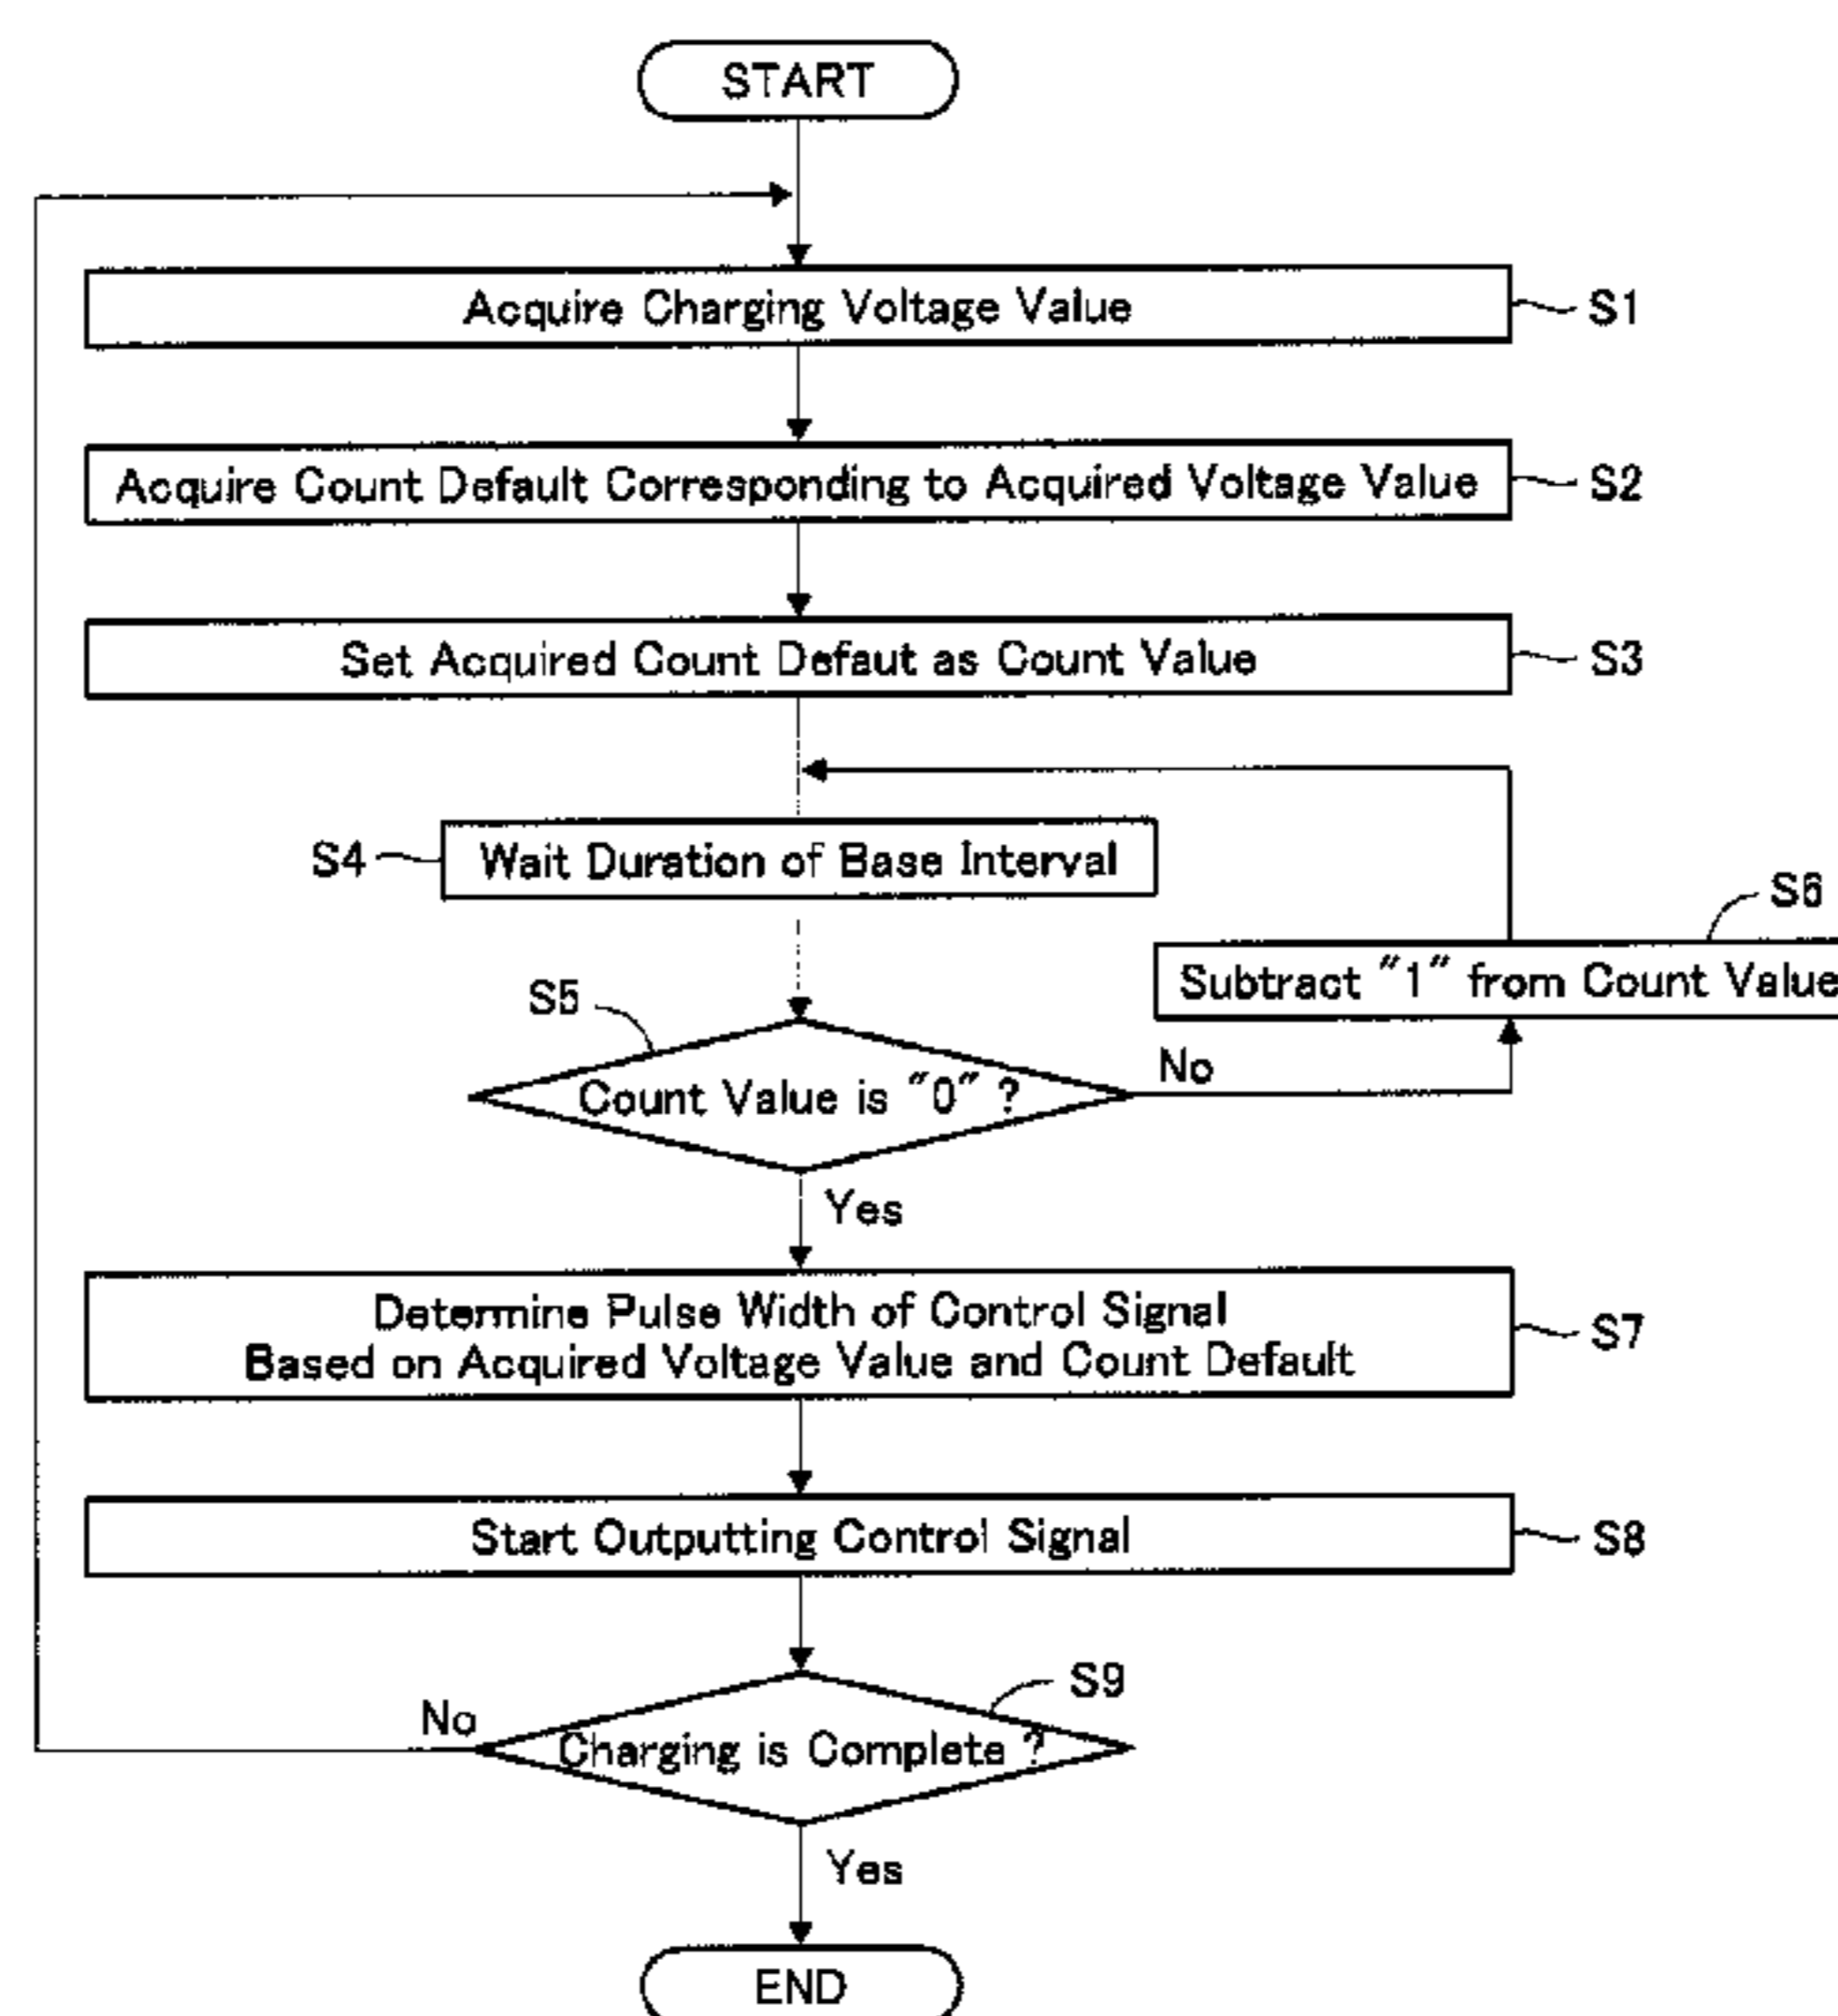 START
Acquire Charging Voltage Value
S1
Acquire Count Default Corresponding to Acquired Voltage Value
S2
Set Acquired Count Defaut as Count Value
S3
S4
Wait Duration of Base Interval
S6
Subtract "1" from Count Value
S5
Count Value is "0" ?
No
Yes
Determine Pulse Width of Control Signal
Based on Acquired Voltage Value and Count Default
S7
Start Outputting Control Signal
S8
S9
No
Charging is Complete ?
Yes
END